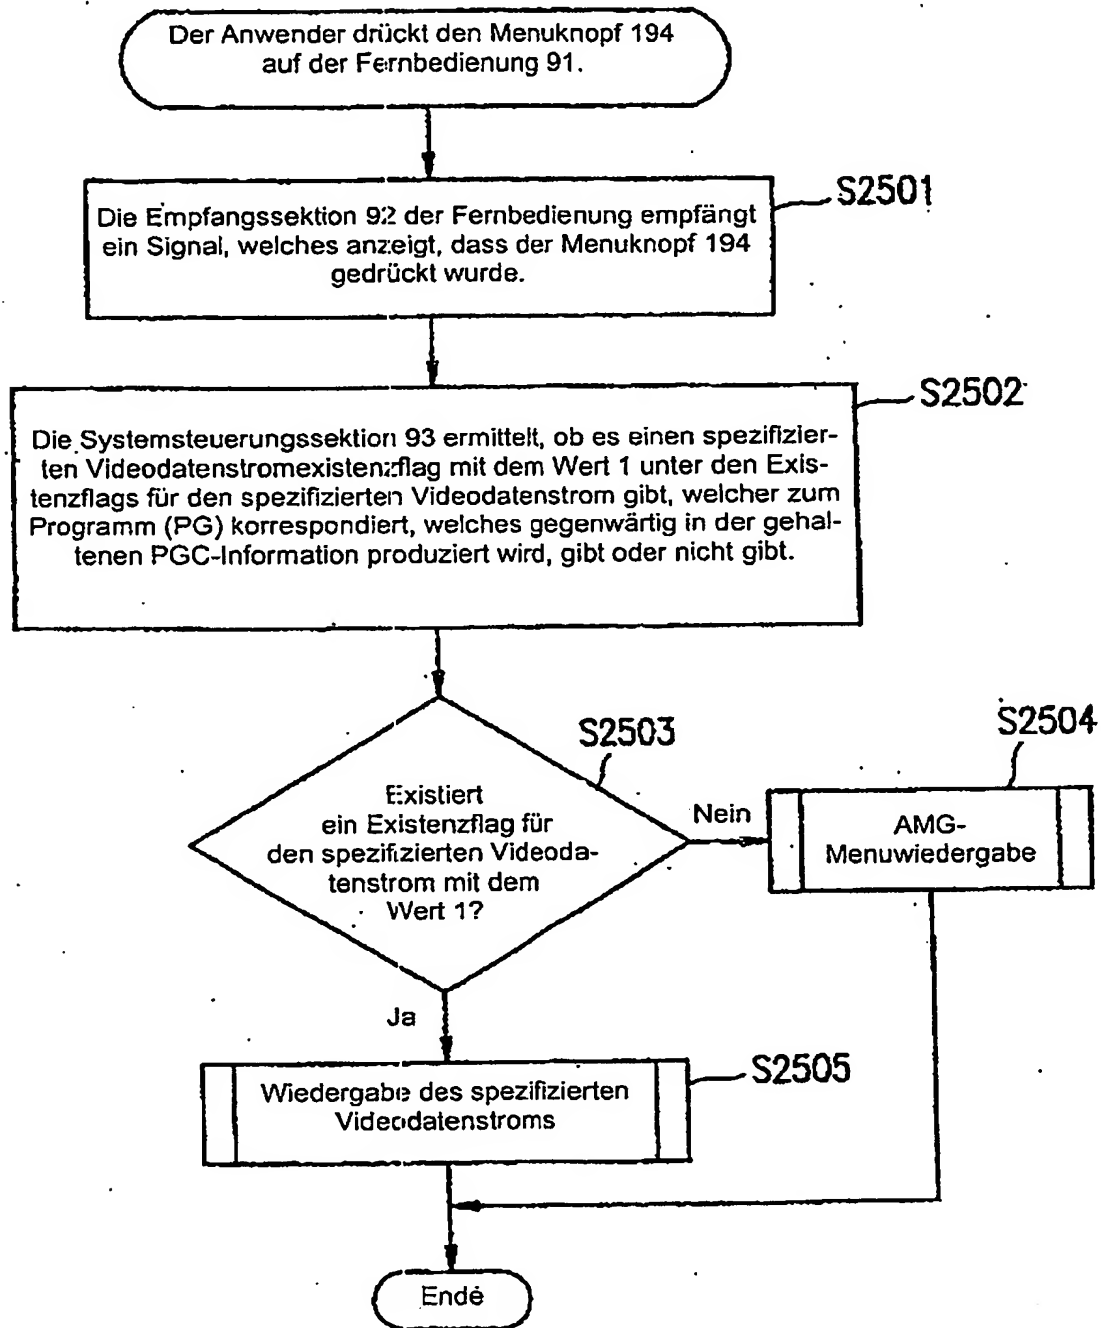 Der Anwender drückt den Menuknopf 194
auf der Fernbedienung 91.
S2501
Die Empfangssektion 92 der Fernbedienung empfängt
ein Signal, welches anzeigt, dass der Menuknopf 194
gedrückt wurde.
S2502
Die Systemsteuerungssektion 93 ermittelt, ob es einen spezifizier-
ten Videodatenstromexistenzflag mit dem Wert 1 unter den Exis-
tenzflags für den spezifizierten Videodatenstrom gibt, welcher zum
Programm (PG) korrespondiert, welches gegenwärtig in der gehal-
tenen PGC-Information produziert wird, gibt oder nicht gibt.
S2503
S2504
Existiert
ein Existenzflag für
den spezifizierten Videoda-
tenstrom mit dem
Wert 1?
Nein
AMG-
Menuwiedergabe
Ja
S2505
Wiedergabe des spezifizierten
Videodatenstroms
Ende